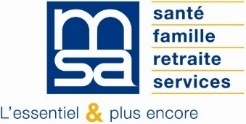 msa
santé
famille
retraite
services
L'essentiel & plus encore